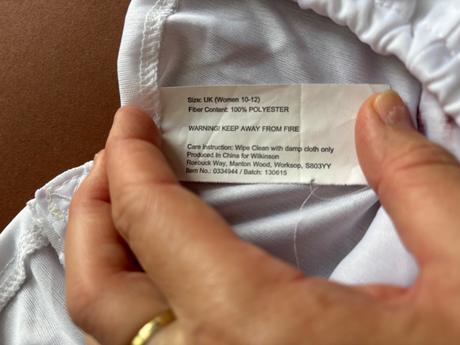 Size: UK (Women 10-12)
Fiber Content: 100% POLYESTER
WARNING! KEEP AWAY FROM FIRE
Care Instruction: Wipe Clean with damp cloth only
Produced In China for Wilkinson
Roebuck Way, Manton Wood, Worksop, S803YY
Item No.: 0334944 / Batch: 130615